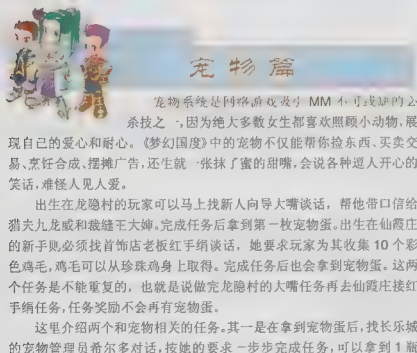 宠物篇
宠物系统是网络游戏吸引 MM 不可或缺的
杀技之一,因为绝大多数女生都喜欢照顾小动物,展
现自己的爱心和耐心。《梦幻国度》中的宠物不仅能帮你捡东西、买卖交
易、烹饪合成、摆摊广告,还生就一张抹了蜜的甜嘴,会说各种逗人开心的
笑话,难怪人见人爱。
出生在龙隐村的玩家可以马上找新人向导大嘴谈话，帮他带口信给
猎夫九龙威和裁缝王大婶。完成任务后拿到第一枚宠物蛋。出生在仙霞庄
的新手则必须找首饰店老板红手绢谈话，她要求玩家为其收集 10 个彩
色鸡毛,鸡毛可以从珍珠鸡身上取得。完成任务后也会拿到宠物蛋。这两
个任务是不能重复的，也就是说做完龙隐村的大嘴任务再去仙霞庄接红
手绢任务,任务奖励不会再有宠物蛋。
这里介绍两个和宠物相关的任务。其一是在拿到宠物蛋后，找长乐城
的宠物管理员希尔多对话,按她的要求一步步完成任务，可以拿到 1 颗